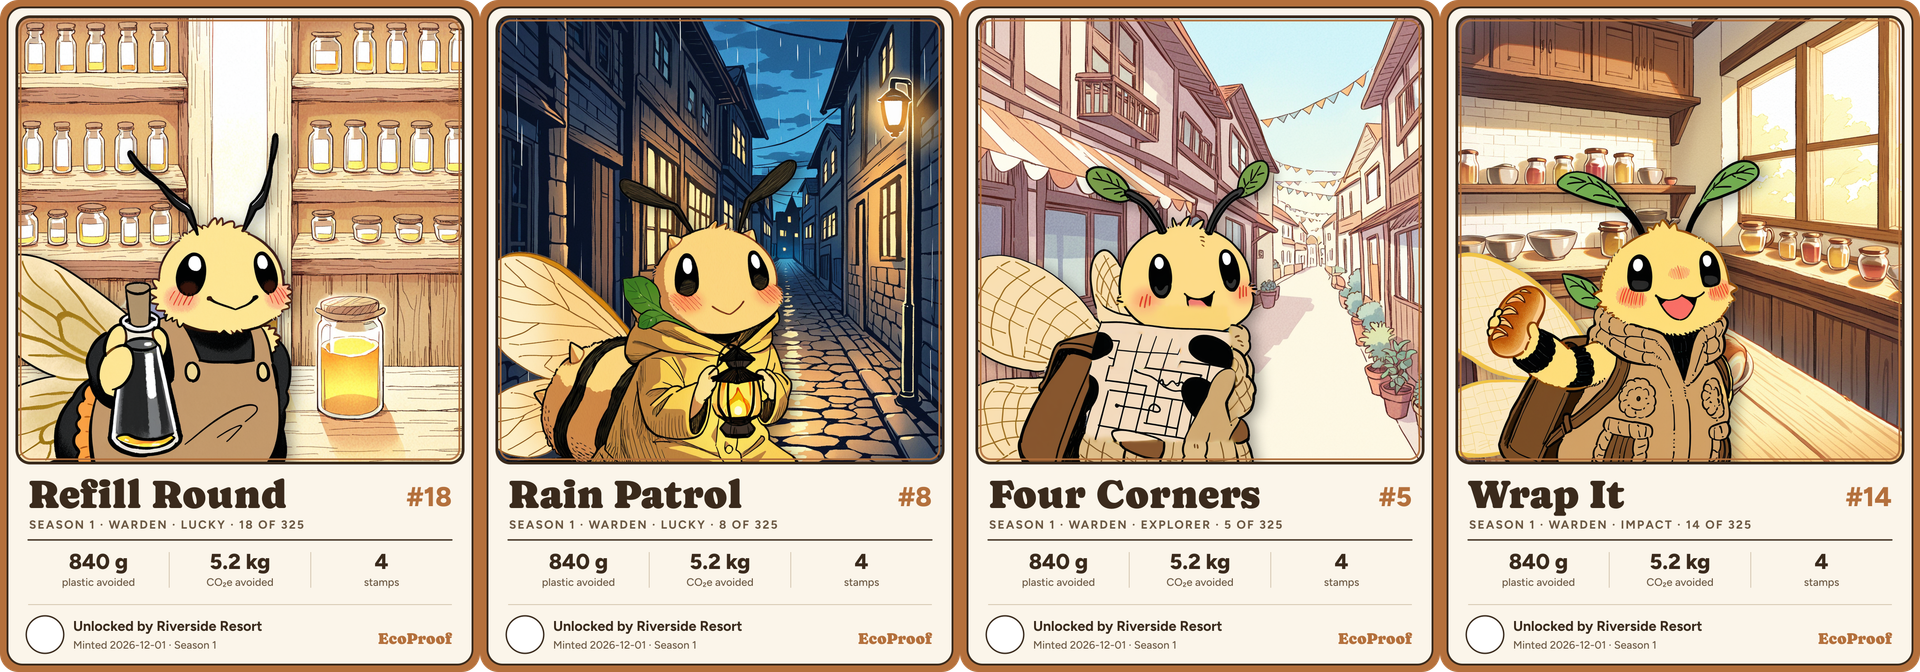 Refill Round
#18
SEASON 1 · WARDEN · LUCKY · 18 OF 325
840 g
plastic avoided
5.2 kg
CO₂e avoided
4
stamps
Unlocked by Riverside Resort
Minted 2026-12-01 · Season 1
EcoProof
Rain Patrol
#8
SEASON 1 · WARDEN · LUCKY · 8 OF 325
840 g
plastic avoided
5.2 kg
CO₂e avoided
4
stamps
Unlocked by Riverside Resort
Minted 2026-12-01 · Season 1
EcoProof
Four Corners
#5
SEASON 1 · WARDEN · EXPLORER · 5 OF 325
840 g
plastic avoided
5.2 kg
CO₂e avoided
4
stamps
Unlocked by Riverside Resort
Minted 2026-12-01 · Season 1
EcoProof
Wrap It
#14
SEASON 1 · WARDEN · IMPACT · 14 OF 325
840 g
plastic avoided
5.2 kg
CO₂e avoided
4
stamps
Unlocked by Riverside Resort
Minted 2026-12-01 · Season 1
EcoProof